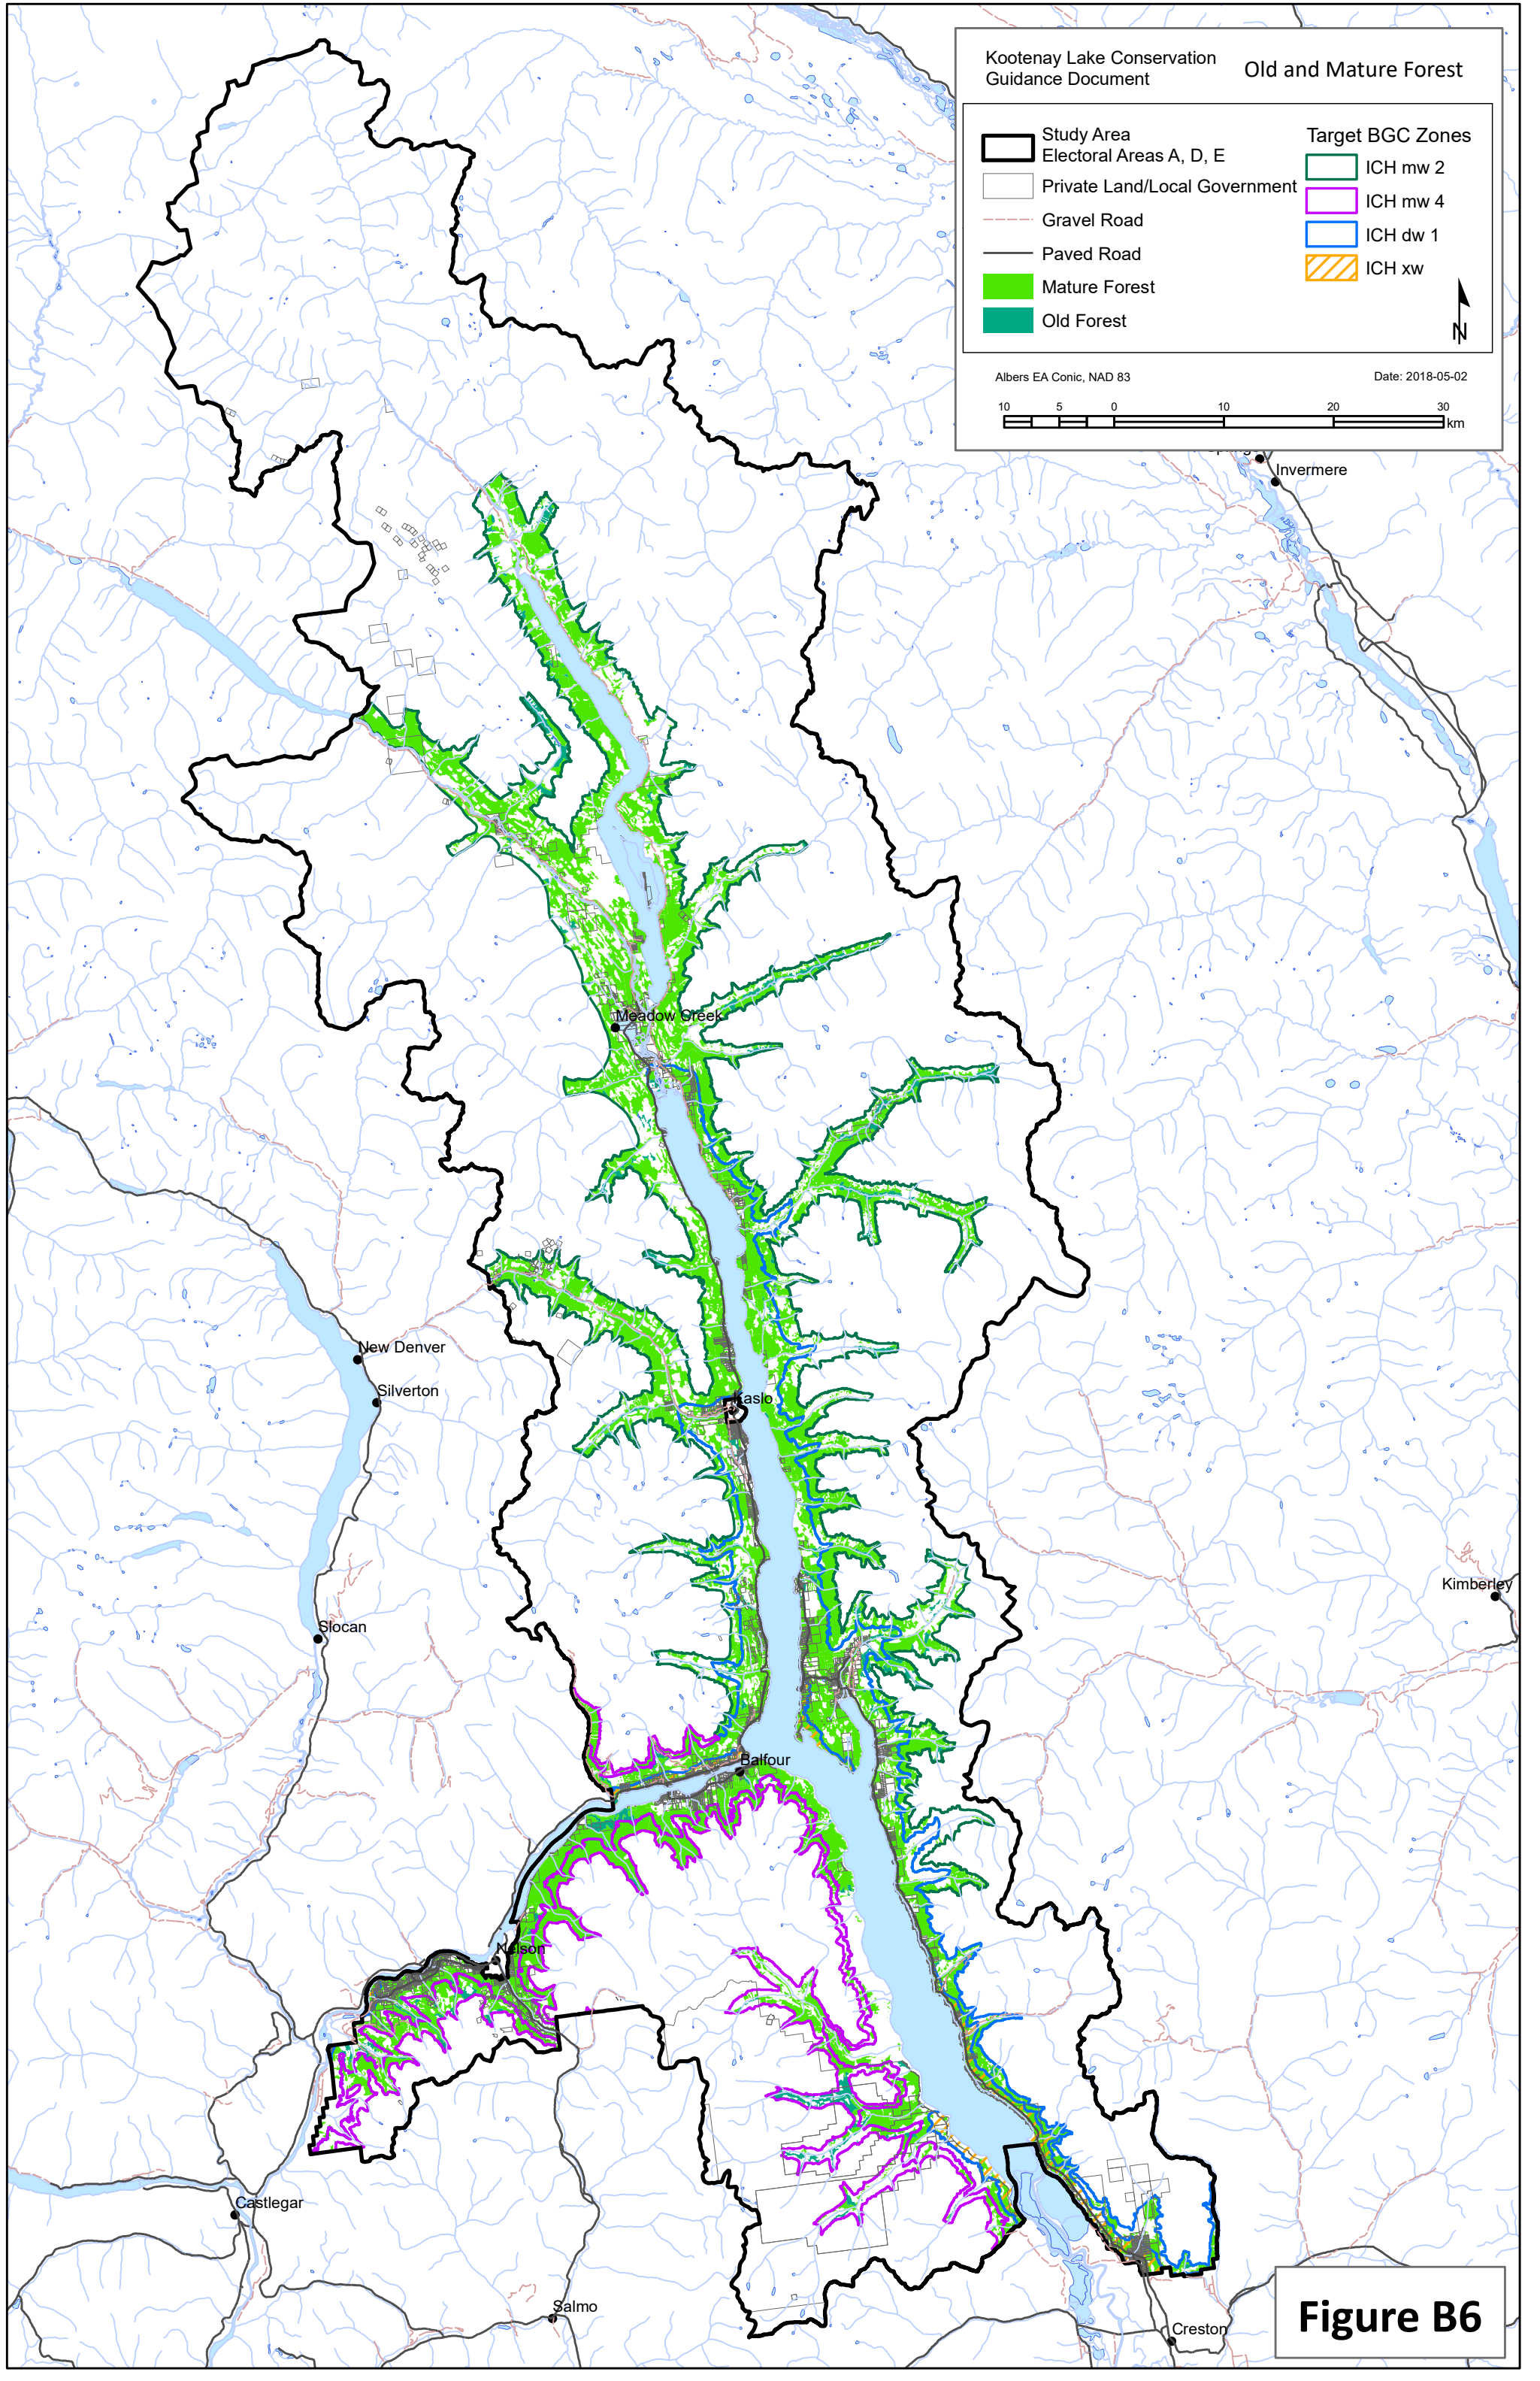 Kootenay Lake Conservation
Guidance Document
Old and Mature Forest
Study Area
Electoral Areas A, D, E
Private Land/Local Government
Gravel Road
Paved Road
Mature Forest
Old Forest
Target BGC Zones
ICH mw 2
ICH mw 4
ICH dw 1
ICH xw
N
Albers EA Conic, NAD 83
Date: 2018-05-02
10 5 0 10 20 30
km
Invermere
Meadow Creek
New Denver
Silverton
Kaslo
Kimberley
Slocan
Balfour
Nelson
Castlegar
Salmo
Creston
Figure B6